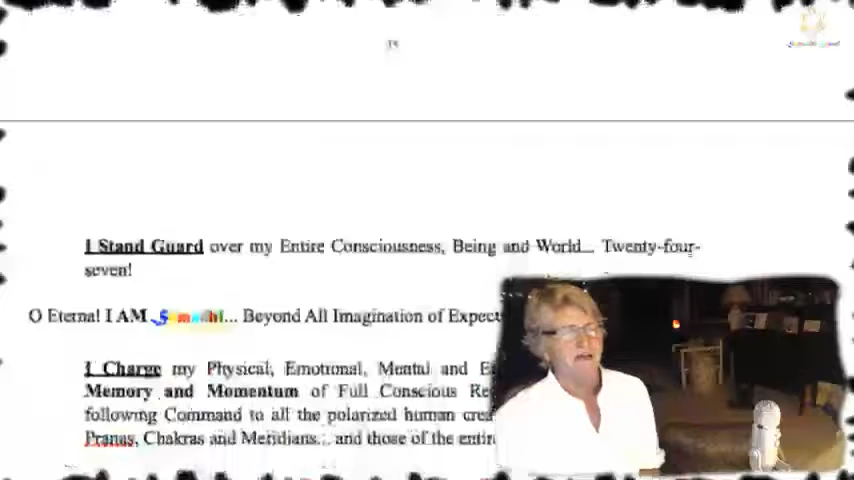 I Stand Guard over my Entire Consciousness, Being and World... Twenty-four-
seven!
O Eternal! I AM Samadhi... Beyond All Imagination of
I Charge my Physical, Emotional, Mental and
Memory and Momentum of Full Conscious
following Command to all the polarized human
Pranas, Chakras and Meridians... and those of the